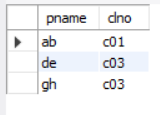 pname clno
ab c01
de c03
gh c03